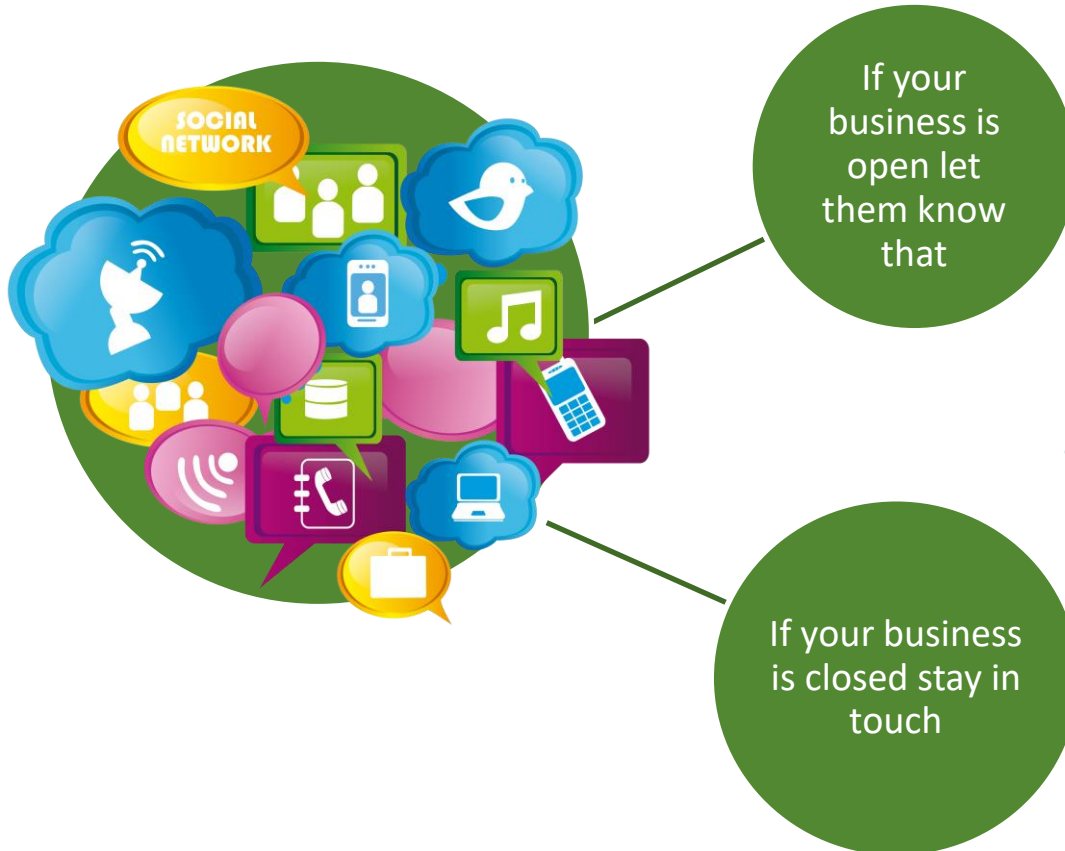 SOCIAL
NETWORK
If your
business is
open let
them know
that
If your business
is closed stay in
touch